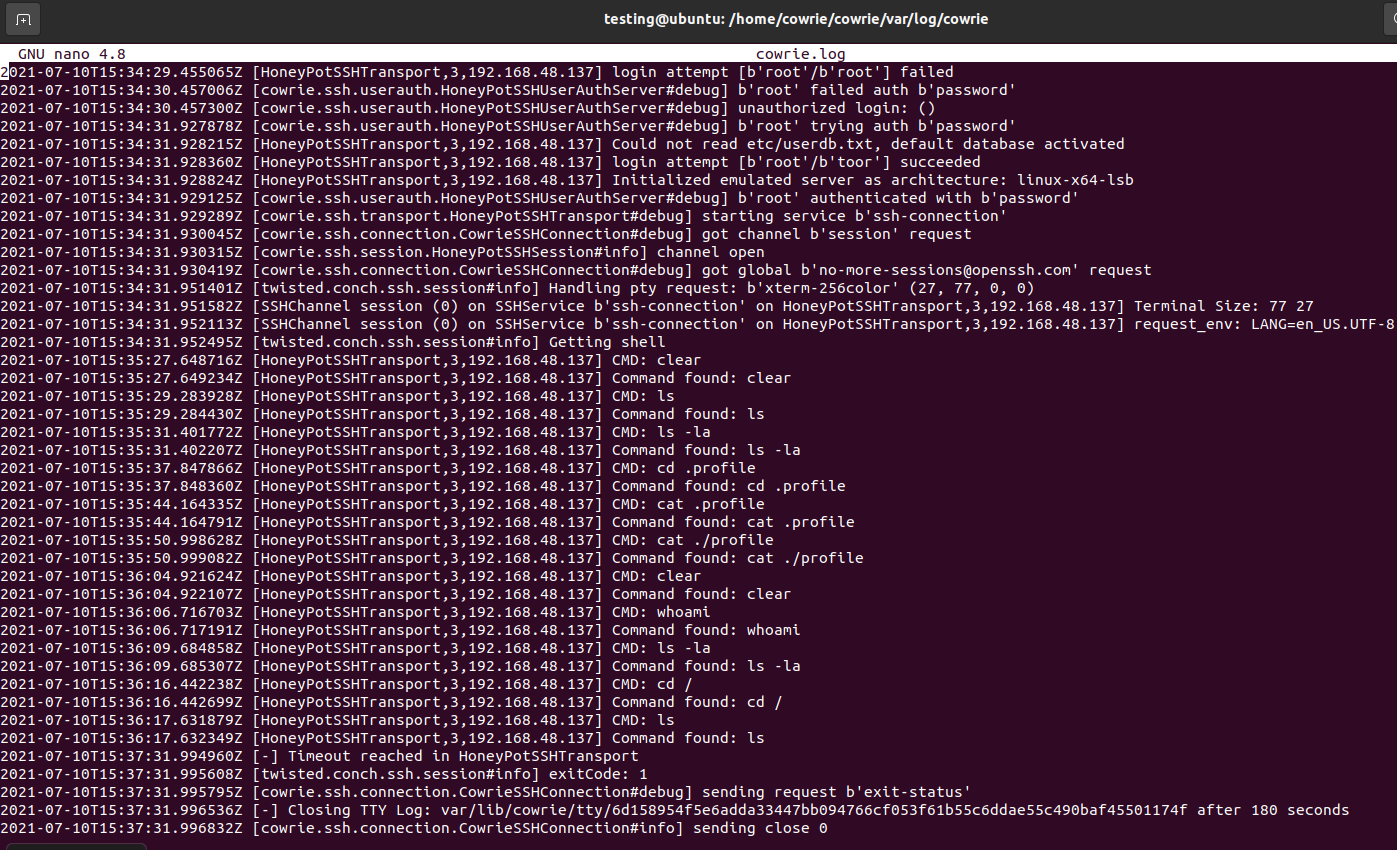 testing@ubuntu: /home/cowrie/cowrie/var/log/cowrie
GNU nano 4.8 cowrie.log
2021-07-10T15:34:29.455065Z [HoneyPotSSHTransport,3,192.168.48.137] login attempt [b'root'/b'root'] failed
2021-07-10T15:34:30.457006Z [cowrie.ssh.userauth.HoneyPotSSHUserAuthServer#debug] b'root' failed auth b'password'
2021-07-10T15:34:30.457300Z [cowrie.ssh.userauth.HoneyPotSSHUserAuthServer#debug] unauthorized login: ()
2021-07-10T15:34:31.927878Z [cowrie.ssh.userauth.HoneyPotSSHUserAuthServer#debug] b'root' trying auth b'password'
2021-07-10T15:34:31.928215Z [HoneyPotSSHTransport,3,192.168.48.137] Could not read etc/userdb.txt, default database activated
2021-07-10T15:34:31.928360Z [HoneyPotSSHTransport,3,192.168.48.137] login attempt [b'root'/b'toor'] succeeded
2021-07-10T15:34:31.928824Z [HoneyPotSSHTransport,3,192.168.48.137] Initialized emulated server as architecture: linux-x64-lsb
2021-07-10T15:34:31.929125Z [cowrie.ssh.userauth.HoneyPotSSHUserAuthServer#debug] b'root' authenticated with b'password'
2021-07-10T15:34:31.929289Z [cowrie.ssh.transport.HoneyPotSSHTransport#debug] starting service b'ssh-connection'
2021-07-10T15:34:31.930045Z [cowrie.ssh.connection.CowrieSSHConnection#debug] got channel b'session' request
2021-07-10T15:34:31.930315Z [cowrie.ssh.session.HoneyPotSSHSession#info] channel open
2021-07-10T15:34:31.930419Z [cowrie.ssh.connection.CowrieSSHConnection#debug] got global b'no-more-sessions@openssh.com' request
2021-07-10T15:34:31.951401Z [twisted.conch.ssh.session#info] Handling pty request: b'xterm-256color' (27, 77, 0, 0)
2021-07-10T15:34:31.951582Z [SSHChannel session (0) on SSHService b'ssh-connection' on HoneyPotSSHTransport,3,192.168.48.137] Terminal Size: 77 27
2021-07-10T15:34:31.952113Z [SSHChannel session (0) on SSHService b'ssh-connection' on HoneyPotSSHTransport,3,192.168.48.137] request_env: LANG=en_US.UTF-8
2021-07-10T15:34:31.952495Z [twisted.conch.ssh.session#info] Getting shell
2021-07-10T15:35:27.648716Z [HoneyPotSSHTransport,3,192.168.48.137] CMD: clear
2021-07-10T15:35:27.649234Z [HoneyPotSSHTransport,3,192.168.48.137] Command found: clear
2021-07-10T15:35:29.283928Z [HoneyPotSSHTransport,3,192.168.48.137] CMD: ls
2021-07-10T15:35:29.284430Z [HoneyPotSSHTransport,3,192.168.48.137] Command found: ls
2021-07-10T15:35:31.401772Z [HoneyPotSSHTransport,3,192.168.48.137] CMD: ls -la
2021-07-10T15:35:31.402207Z [HoneyPotSSHTransport,3,192.168.48.137] Command found: ls -la
2021-07-10T15:35:37.847866Z [HoneyPotSSHTransport,3,192.168.48.137] CMD: cd .profile
2021-07-10T15:35:37.848360Z [HoneyPotSSHTransport,3,192.168.48.137] Command found: cd .profile
2021-07-10T15:35:44.164335Z [HoneyPotSSHTransport,3,192.168.48.137] CMD: cat .profile
2021-07-10T15:35:44.164791Z [HoneyPotSSHTransport,3,192.168.48.137] Command found: cat .profile
2021-07-10T15:35:50.998628Z [HoneyPotSSHTransport,3,192.168.48.137] CMD: cat ./profile
2021-07-10T15:35:50.999082Z [HoneyPotSSHTransport,3,192.168.48.137] Command found: cat ./profile
2021-07-10T15:36:04.921624Z [HoneyPotSSHTransport,3,192.168.48.137] CMD: clear
2021-07-10T15:36:04.922107Z [HoneyPotSSHTransport,3,192.168.48.137] Command found: clear
2021-07-10T15:36:06.716703Z [HoneyPotSSHTransport,3,192.168.48.137] CMD: whoami
2021-07-10T15:36:06.717191Z [HoneyPotSSHTransport,3,192.168.48.137] Command found: whoami
2021-07-10T15:36:09.684858Z [HoneyPotSSHTransport,3,192.168.48.137] CMD: ls -la
2021-07-10T15:36:09.685307Z [HoneyPotSSHTransport,3,192.168.48.137] Command found: ls -la
2021-07-10T15:36:16.442238Z [HoneyPotSSHTransport,3,192.168.48.137] CMD: cd /
2021-07-10T15:36:16.442699Z [HoneyPotSSHTransport,3,192.168.48.137] Command found: cd /
2021-07-10T15:36:17.631879Z [HoneyPotSSHTransport,3,192.168.48.137] CMD: ls
2021-07-10T15:36:17.632349Z [HoneyPotSSHTransport,3,192.168.48.137] Command found: ls
2021-07-10T15:37:31.994960Z [-] Timeout reached in HoneyPotSSHTransport
2021-07-10T15:37:31.995608Z [twisted.conch.ssh.session#info] exitCode: 1
2021-07-10T15:37:31.995795Z [cowrie.ssh.connection.CowrieSSHConnection#debug] sending request b'exit-status'
2021-07-10T15:37:31.996536Z [-] Closing TTY Log: var/lib/cowrie/tty/6d158954f5e6adda33447bb094766cf053f61b55c6ddae55c490baf45501174f after 180 seconds
2021-07-10T15:37:31.996832Z [cowrie.ssh.connection.CowrieSSHConnection#info] sending close 0